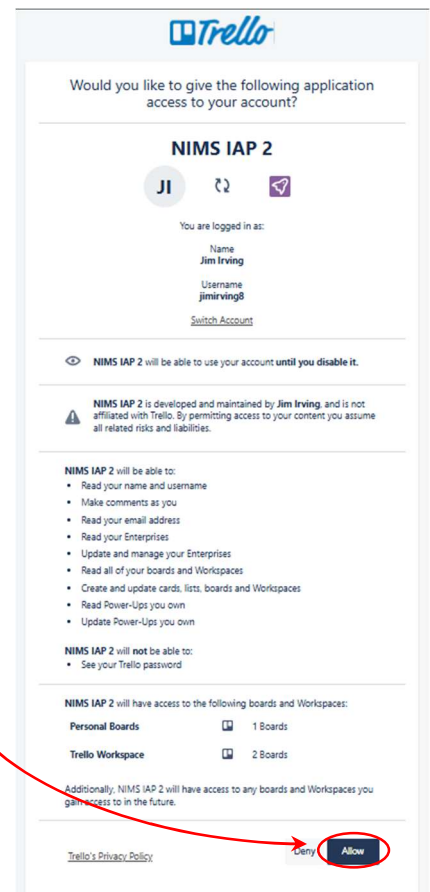 Trello
Would you like to give the following application
access to your account?
NIMS IAP 2
JI
You are logged in as:
Name
Jim Irving
Username
jimirving8
Switch Account
NIMS IAP 2 will be able to use your account until you disable it.
NIMS IAP 2 is developed and maintained by Jim Irving, and is not
affiliated with Trello. By permitting access to your content you assume
all related risks and liabilities.
NIMS IAP 2 will be able to:
• Read your name and username
• Make comments as you
• Read your email address
• Read your Enterprises
• Update and manage your Enterprises
• Read all of your boards and Workspaces
• Create and update cards, lists, boards and Workspaces
• Read Power-Ups you own
• Update Power-Ups you own
NIMS IAP 2 will not be able to:
• See your Trello password
NIMS IAP 2 will have access to the following boards and Workspaces:
Personal Boards 1 Boards
Trello Workspace 2 Boards
Additionally, NIMS IAP 2 will have access to any boards and Workspaces you
gain access to in the future.
Trello's Privacy Policy Deny Allow